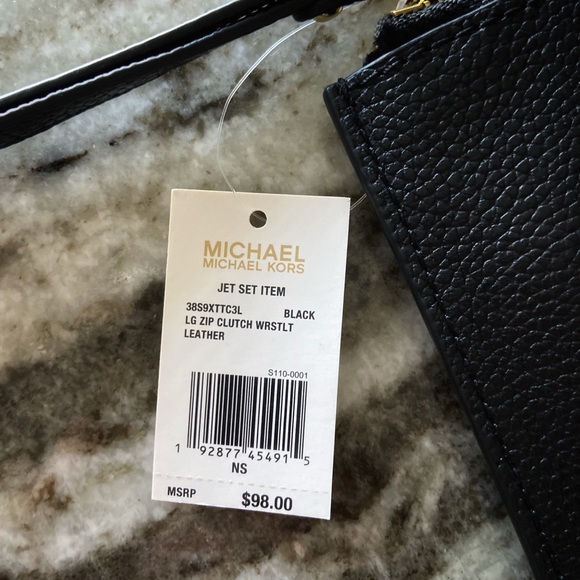 MICHAEL
MICHAEL KORS
JET SET ITEM
38S9XTTC3L BLACK
LG ZIP CLUTCH WRSTLT
LEATHER
S110-0001
1 92877 45491 5
NS
MSRP $98.00